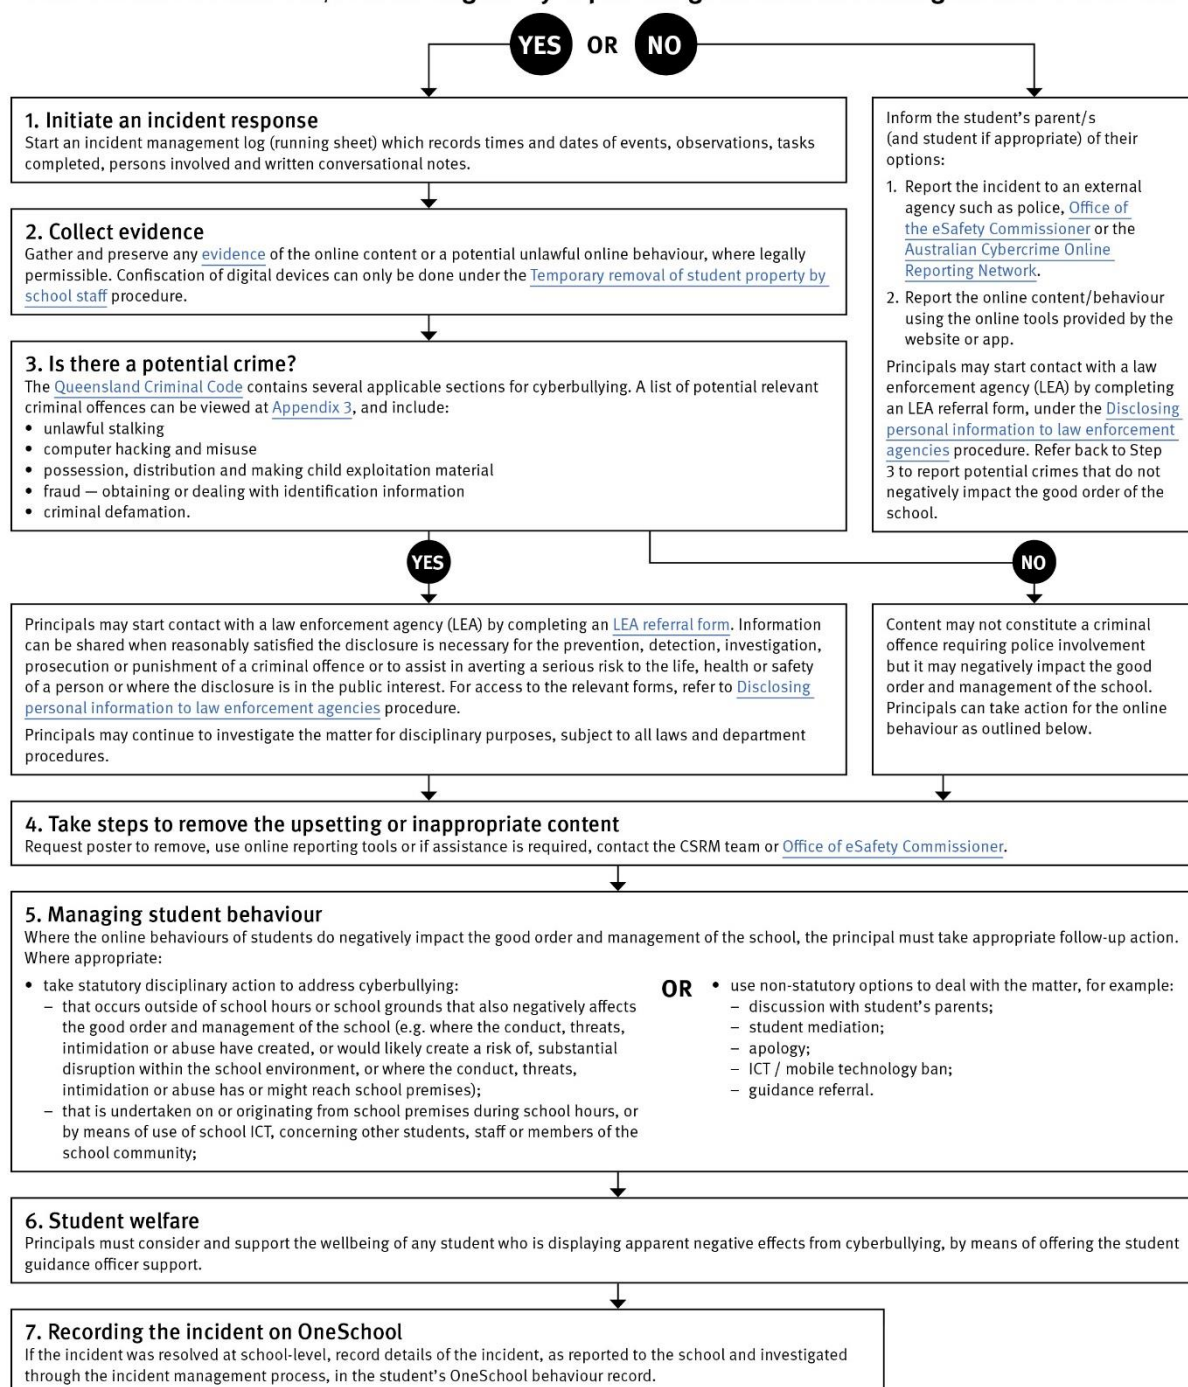 YES OR NO
1. Initiate an incident response
Start an incident management log (running sheet) which records times and dates of events, observations, tasks
completed, persons involved and written conversational notes.
2. Collect evidence
Gather and preserve any evidence of the online content or a potential unlawful online behaviour, where legally
permissible. Confiscation of digital devices can only be done under the Temporary removal of student property by
school staff procedure.
3. Is there a potential crime?
The Queensland Criminal Code contains several applicable sections for cyberbullying. A list of potential relevant
criminal offences can be viewed at Appendix 3, and include:
• unlawful stalking
• computer hacking and misuse
• possession, distribution and making child exploitation material
• fraud — obtaining or dealing with identification information
• criminal defamation.
Inform the student's parent/s
(and student if appropriate) of their
options:
1. Report the incident to an external
agency such as police, Office of
the eSafety Commissioner or the
Australian Cybercrime Online
Reporting Network.
2. Report the online content/behaviour
using the online tools provided by the
website or app.
Principals may start contact with a law
enforcement agency (LEA) by completing
an LEA referral form, under the Disclosing
personal information to law enforcement
agencies procedure. Refer back to Step
3 to report potential crimes that do not
negatively impact the good order of the
school.
YES
NO
Principals may start contact with a law enforcement agency (LEA) by completing an LEA referral form. Information
can be shared when reasonably satisfied the disclosure is necessary for the prevention, detection, investigation,
prosecution or punishment of a criminal offence or to assist in averting a serious risk to the life, health or safety
of a person or where the disclosure is in the public interest. For access to the relevant forms, refer to Disclosing
personal information to law enforcement agencies procedure.
Principals may continue to investigate the matter for disciplinary purposes, subject to all laws and department
procedures.
Content may not constitute a criminal
offence requiring police involvement
but it may negatively impact the good
order and management of the school.
Principals can take action for the online
behaviour as outlined below.
4. Take steps to remove the upsetting or inappropriate content
Request poster to remove, use online reporting tools or if assistance is required, contact the CSRM team or Office of eSafety Commissioner.
5. Managing student behaviour
Where the online behaviours of students do negatively impact the good order and management of the school, the principal must take appropriate follow-up action.
Where appropriate:
• take statutory disciplinary action to address cyberbullying:
– that occurs outside of school hours or school grounds that also negatively affects
the good order and management of the school (e.g. where the conduct, threats,
intimidation or abuse have created, or would likely create a risk of, substantial
disruption within the school environment, or where the conduct, threats,
intimidation or abuse has or might reach school premises);
– that is undertaken on or originating from school premises during school hours, or
by means of use of school ICT, concerning other students, staff or members of the
school community;
OR
• use non-statutory options to deal with the matter, for example:
– discussion with student's parents;
– student mediation;
– apology;
– ICT / mobile technology ban;
– guidance referral.
6. Student welfare
Principals must consider and support the wellbeing of any student who is displaying apparent negative effects from cyberbullying, by means of offering the student
guidance officer support.
7. Recording the incident on OneSchool
If the incident was resolved at school-level, record details of the incident, as reported to the school and investigated
through the incident management process, in the student's OneSchool behaviour record.